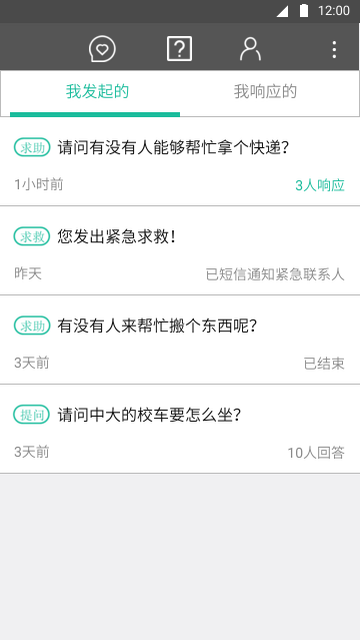 12:00
我发起的 我响应的
求助 请问有没有人能够帮忙拿个快递?
1小时前 3人响应
求救 您发出紧急求救!
昨天 已短信通知紧急联系人
求助 有没有人来帮忙搬个东西呢?
3天前 已结束
提问 请问中大的校车要怎么坐?
3天前 10人回答